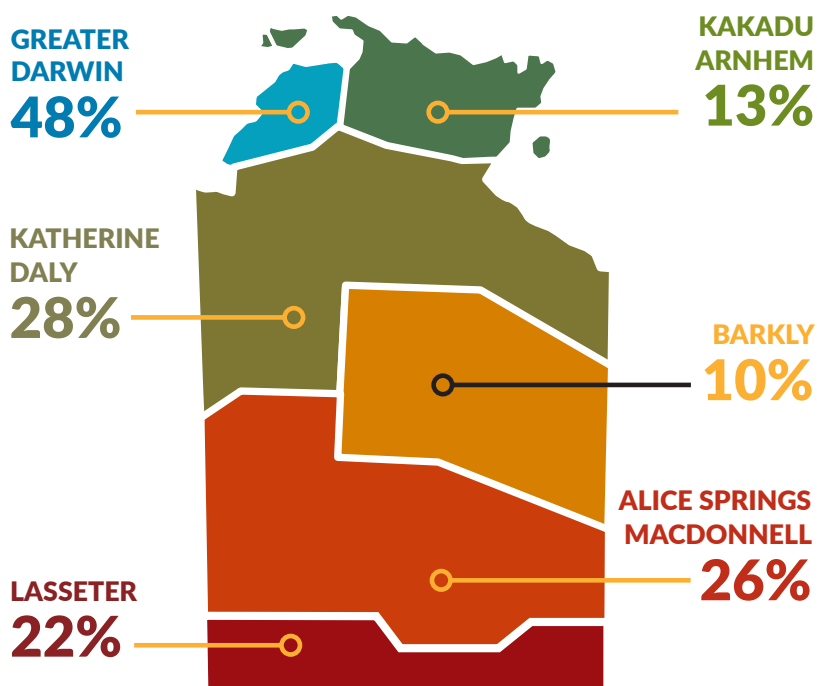 GREATER
DARWIN
48%
KAKADU
ARNHEM
13%
KATHERINE
DALY
28%
BARKLY
10%
ALICE SPRINGS
MACDONNELL
26%
LASSETER
22%